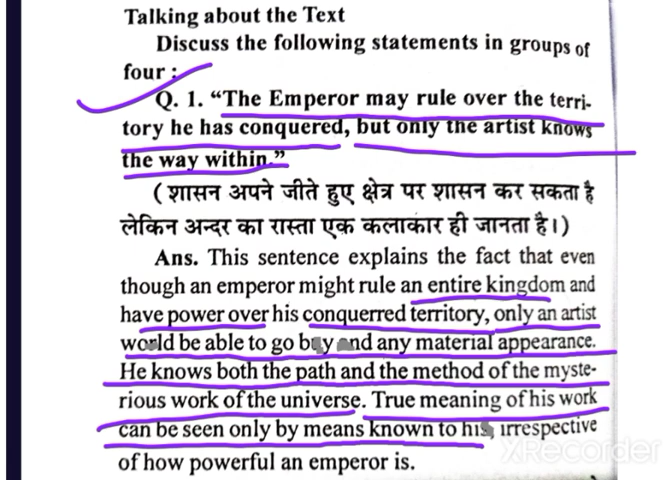 Talking about the Text
Discuss the following statements in groups of
four :
Q. 1. “The Emperor may rule over the terri-
tory he has conquered, but only the artist knows
the way within.”
( शासन अपने जीते हुए क्षेत्र पर शासन कर सकता है
लेकिन अन्दर का रास्ता एक कलाकार ही जानता है।)
Ans. This sentence explains the fact that even
though an emperor might rule an entire kingdom and
have power over his conquerred territory, only an artist
would be able to go any material appearance.
He knows both the path and the method of the myste-
rious work of the universe. True meaning of his work
can be seen only by means known to his, irrespective
of how powerful an emperor is.
XRecorder